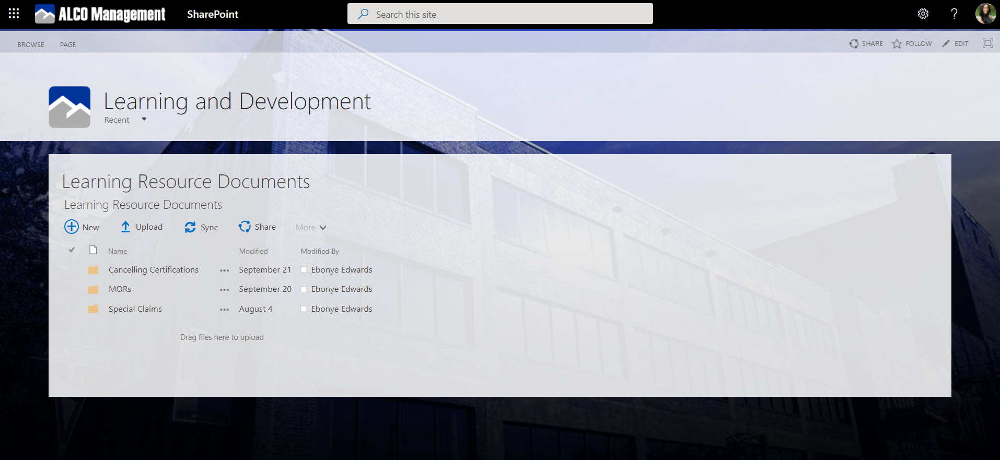 ALCO Management SharePoint Search this site ?
BROWSE PAGE SHARE FOLLOW EDIT
Learning and Development
Recent
Learning Resource Documents
Learning Resource Documents
New Upload Sync Share More
Name Modified Modified By
Cancelling Certifications ... September 21 Ebonye Edwards
MORs ... September 20 Ebonye Edwards
Special Claims ... August 4 Ebonye Edwards
Drag files here to upload